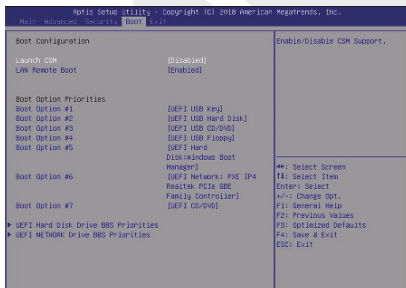 Aptis Setup Utility - Copyright (C) 2018 American Megatrends, Inc.
Main Advanced Security Boot Exit
Boot Configuration
Launch CSM [Disabled]
LAN Remote Boot [Enabled]
Boot Option Priorities
Boot Option #1 [UEFI USB Key]
Boot Option #2 [UEFI USB Hard Disk]
Boot Option #3 [UEFI USB CD/DVD]
Boot Option #4 [UEFI USB Floppy]
Boot Option #5 [UEFI Hard
Disk:Windows Boot
Manager]
Boot Option #6 [UEFI Network: PXE IP4
Realtek PCIe GBE
Family Controller]
Boot Option #7 [UEFI CD/DVD]
UEFI Hard Disk Drive BBS Priorities
UEFI NETWORK Drive BBS Priorities
Enable/Disable CSM Support.
→←: Select Screen
↑↓: Select Item
Enter: Select
+/-: Change Opt.
F1: General Help
F2: Previous Values
F3: Optimized Defaults
F4: Save & Exit
ESC: Exit